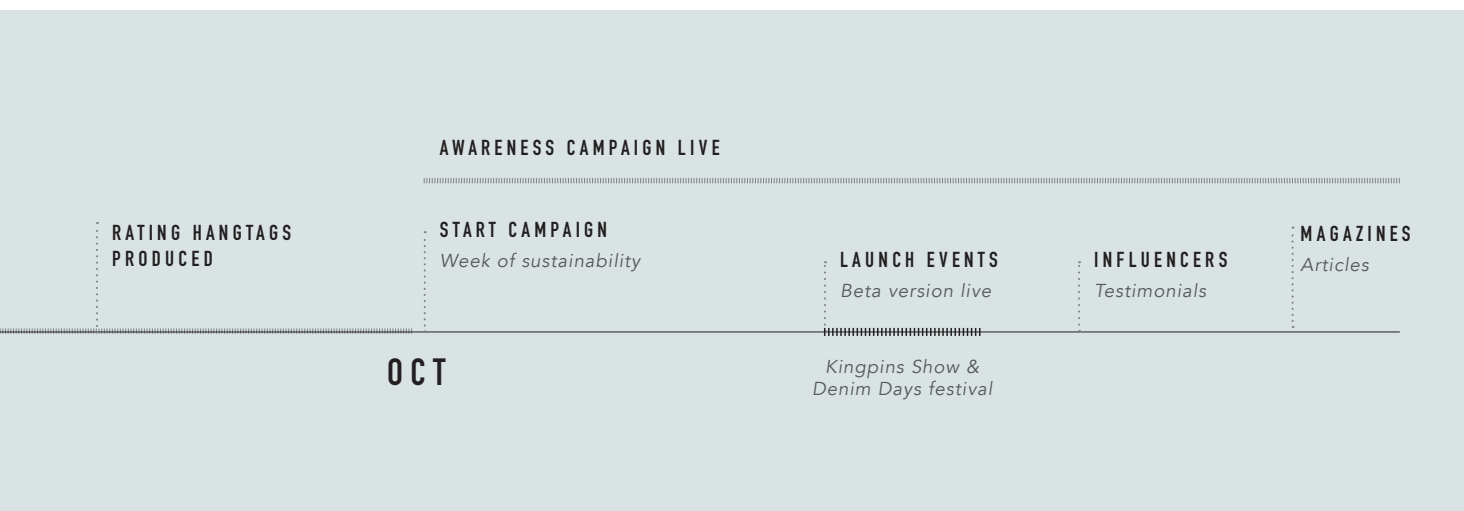 AWARENESS CAMPAIGN LIVE
RATING HANGTAGS
PRODUCED
START CAMPAIGN
Week of sustainability
LAUNCH EVENTS
Beta version live
INFLUENCERS
Testimonials
MAGAZINES
Articles
OCT
Kingpins Show &
Denim Days festival